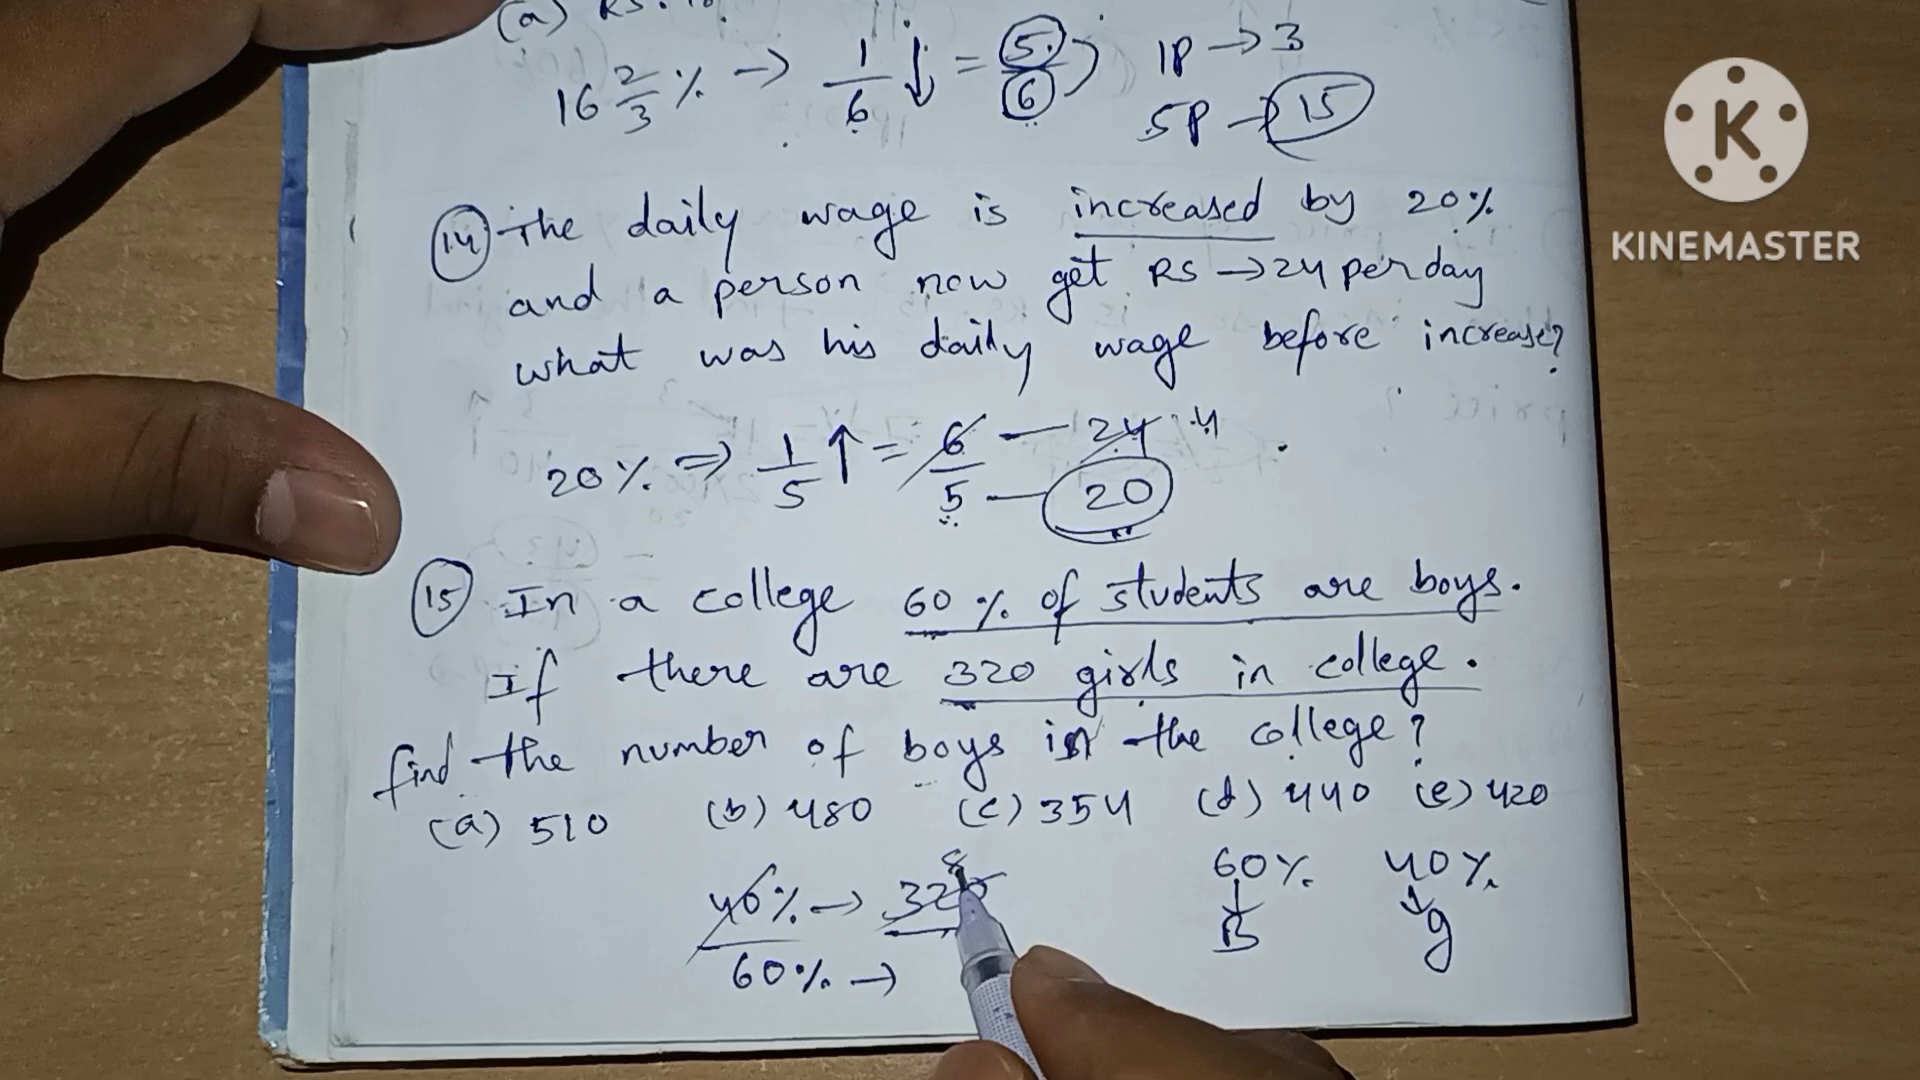 (a) Rs.
16 2/3 % → 1/6 ↓ = 5/6 ) 1P → 3
5P → 15
(14) The daily wage is increased by 20%
and a person now get RS → 24 per day
what was his daily wage before increase?
20% ⇒ 1/5 ↑ = 6/5 — 24 4
— 20
(15) In a college 60% of students are boys.
If there are 320 girls in college.
find the number of boys in the college?
(a) 510 (b) 480 (c) 354 (d) 440 (e) 420
40% → 320 8
60% →
60% 40%
B g
K
KINEMASTER